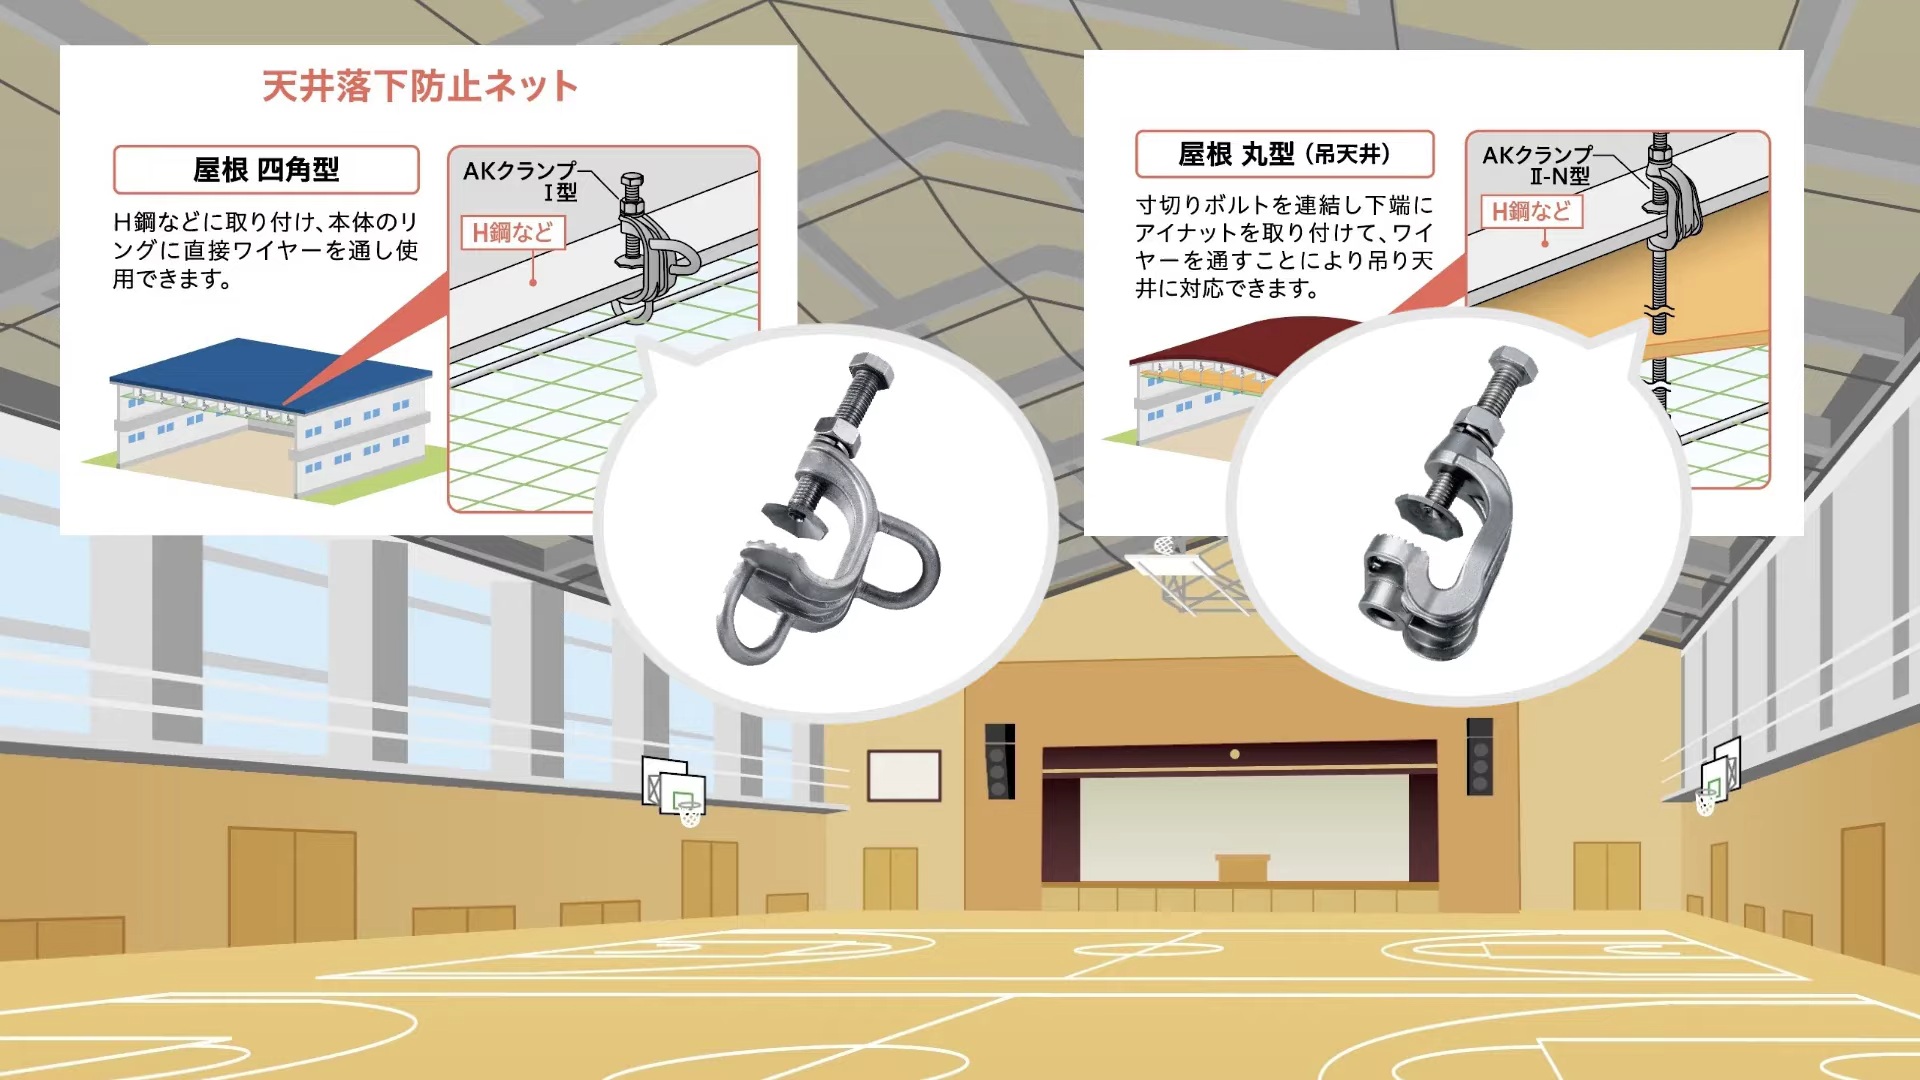 天井落下防止ネット
屋根 四角型
H鋼などに取り付け、本体のリ
ングに直接ワイヤーを通し使
用できます。
AKクランプ
Ⅰ型
H鋼など
屋根 丸型（吊天井）
寸切りボルトを連結し下端に
アイナットを取り付けて、ワイ
ヤーを通すことにより吊り天
井に対応できます。
AKクランプ
Ⅱ-N型
H鋼など